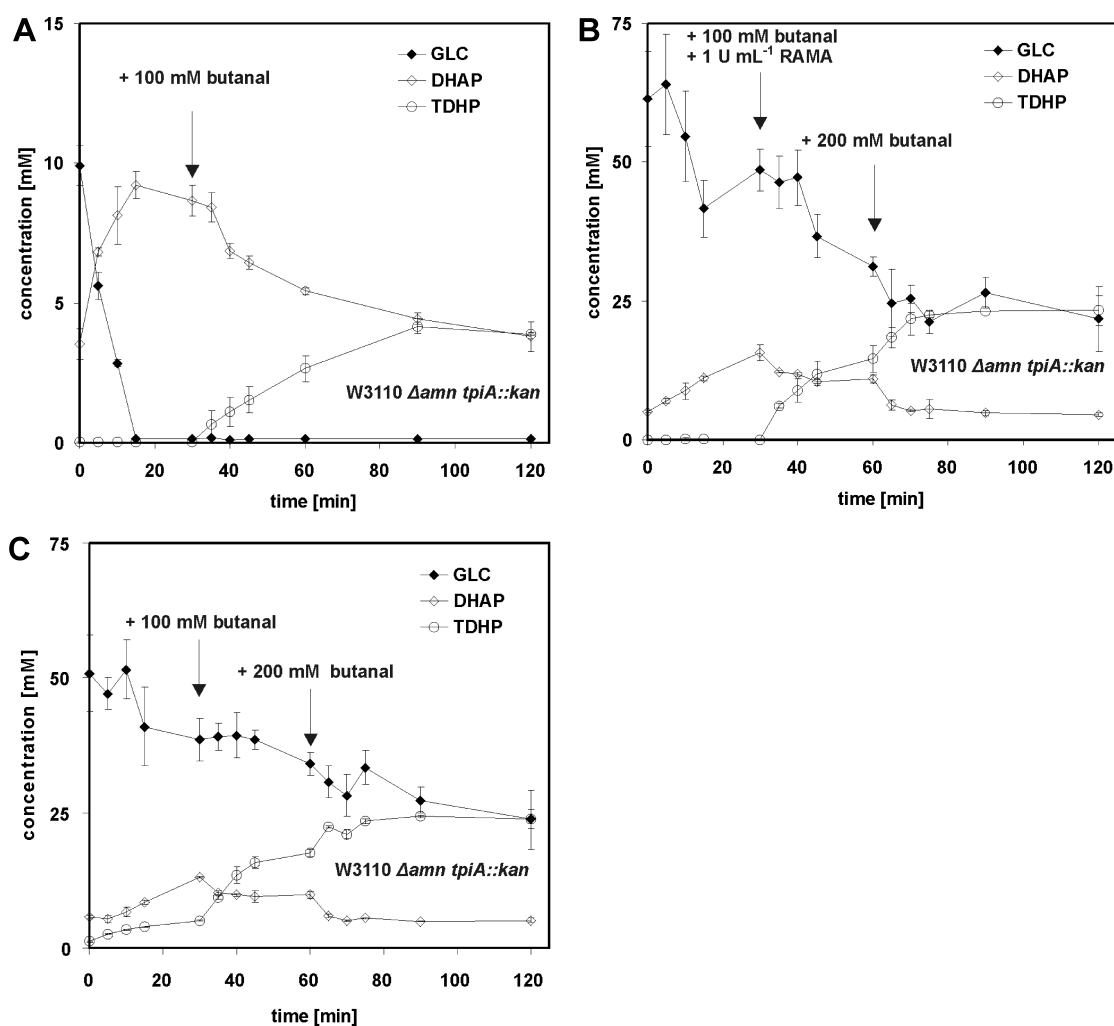 A
15
10
5
0
concentration [mM]
GLC
DHAP
TDHP
+ 100 mM butanal
W3110 Δamn tpiA::kan
0 20 40 60 80 100 120
time [min]
B
75
50
25
0
concentration [mM]
+ 100 mM butanal
+ 1 U mL⁻¹ RAMA
GLC
DHAP
TDHP
+ 200 mM butanal
W3110 Δamn tpiA::kan
0 20 40 60 80 100 120
time [min]
C
75
50
25
0
concentration [mM]
GLC
DHAP
TDHP
+ 100 mM butanal
+ 200 mM butanal
W3110 Δamn tpiA::kan
0 20 40 60 80 100 120
time [min]